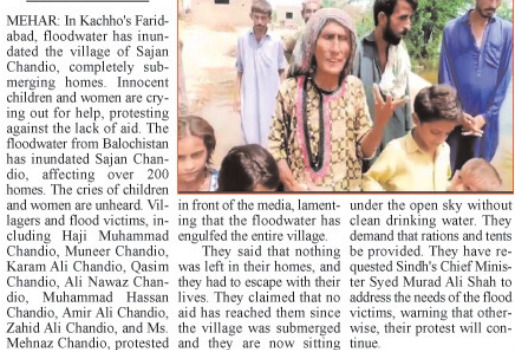 MEHAR: In Kachho's Farid-
abad, floodwater has inun-
dated the village of Sajan
Chandio, completely sub-
merging homes. Innocent
children and women are cry-
ing out for help, protesting
against the lack of aid. The
floodwater from Balochistan
has inundated Sajan Chan-
dio, affecting over 200
homes. The cries of children
and women are unheard. Vil-
lagers and flood victims, in-
cluding Haji Muhammad
Chandio, Muneer Chandio,
Karam Ali Chandio, Qasim
Chandio, Ali Nawaz Chan-
dio, Muhammad Hassan
Chandio, Amir Ali Chandio,
Zahid Ali Chandio, and Ms.
Mehnaz Chandio, protested
in front of the media, lament-
ing that the floodwater has
engulfed the entire village.
They said that nothing
was left in their homes, and
they had to escape with their
lives. They claimed that no
aid has reached them since
the village was submerged
and they are now sitting
under the open sky without
clean drinking water. They
demand that rations and tents
be provided. They have re-
quested Sindh's Chief Minis-
ter Syed Murad Ali Shah to
address the needs of the flood
victims, warning that other-
wise, their protest will con-
tinue.